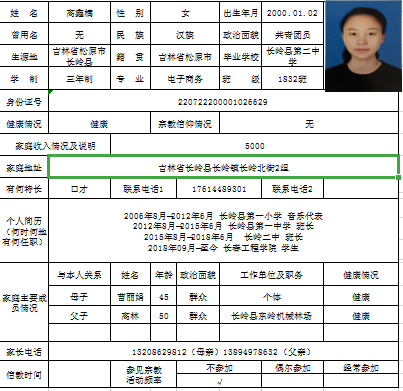 姓 名 高鑫楠 性 别 女 出生年月 2000.01.02
曾用名 无 民 族 汉族 政治面貌 共青团员
生源地 吉林省松原市长岭县 籍 贯 吉林省松原市 毕业学校 长岭县第二中学
学 制 三年制 专 业 电子商务 班 级 1832班
身份证号 220722200001026629
健康情况 健康 宗教信仰情况 无
家庭收入情况及说明 5000
家庭地址 吉林省长岭县长岭镇长岭北街2组
有何特长 口才 联系电话1 17614489301 联系电话2
个人简历（何时何地有何任职）
2006年8月—2012年6月 长岭县第一小学 音乐代表
2012年8月—2015年6月 长岭县第一中学 班长
2015年8月—2018年6月 长岭二中 班长
2018年09月—至今 长春工程学院 学生
家庭主要成员情况
与本人关系 姓名 年龄 政治面貌 工作单位及职务 健康情况
母子 曹丽娟 45 群众 个体 健康
父子 高林 50 群众 长岭县东岭机械林场 健康
家长电话 13208629812（母亲）13894978632（父亲）
信教时间 参见宗教活动频率 不参加 偶尔参加 经常参加
√